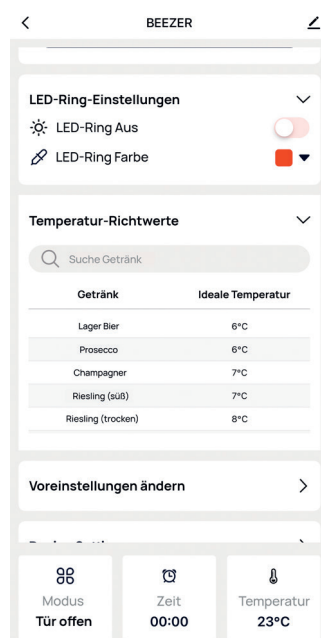 BEEZER
LED-Ring-Einstellungen
LED-Ring Aus
LED-Ring Farbe
Temperatur-Richtwerte
Suche Getränk
Getränk Ideale Temperatur
Lager Bier 6°C
Prosecco 6°C
Champagner 7°C
Riesling (süß) 7°C
Riesling (trocken) 8°C
Voreinstellungen ändern
Modus Zeit Temperatur
Tür offen 00:00 23°C